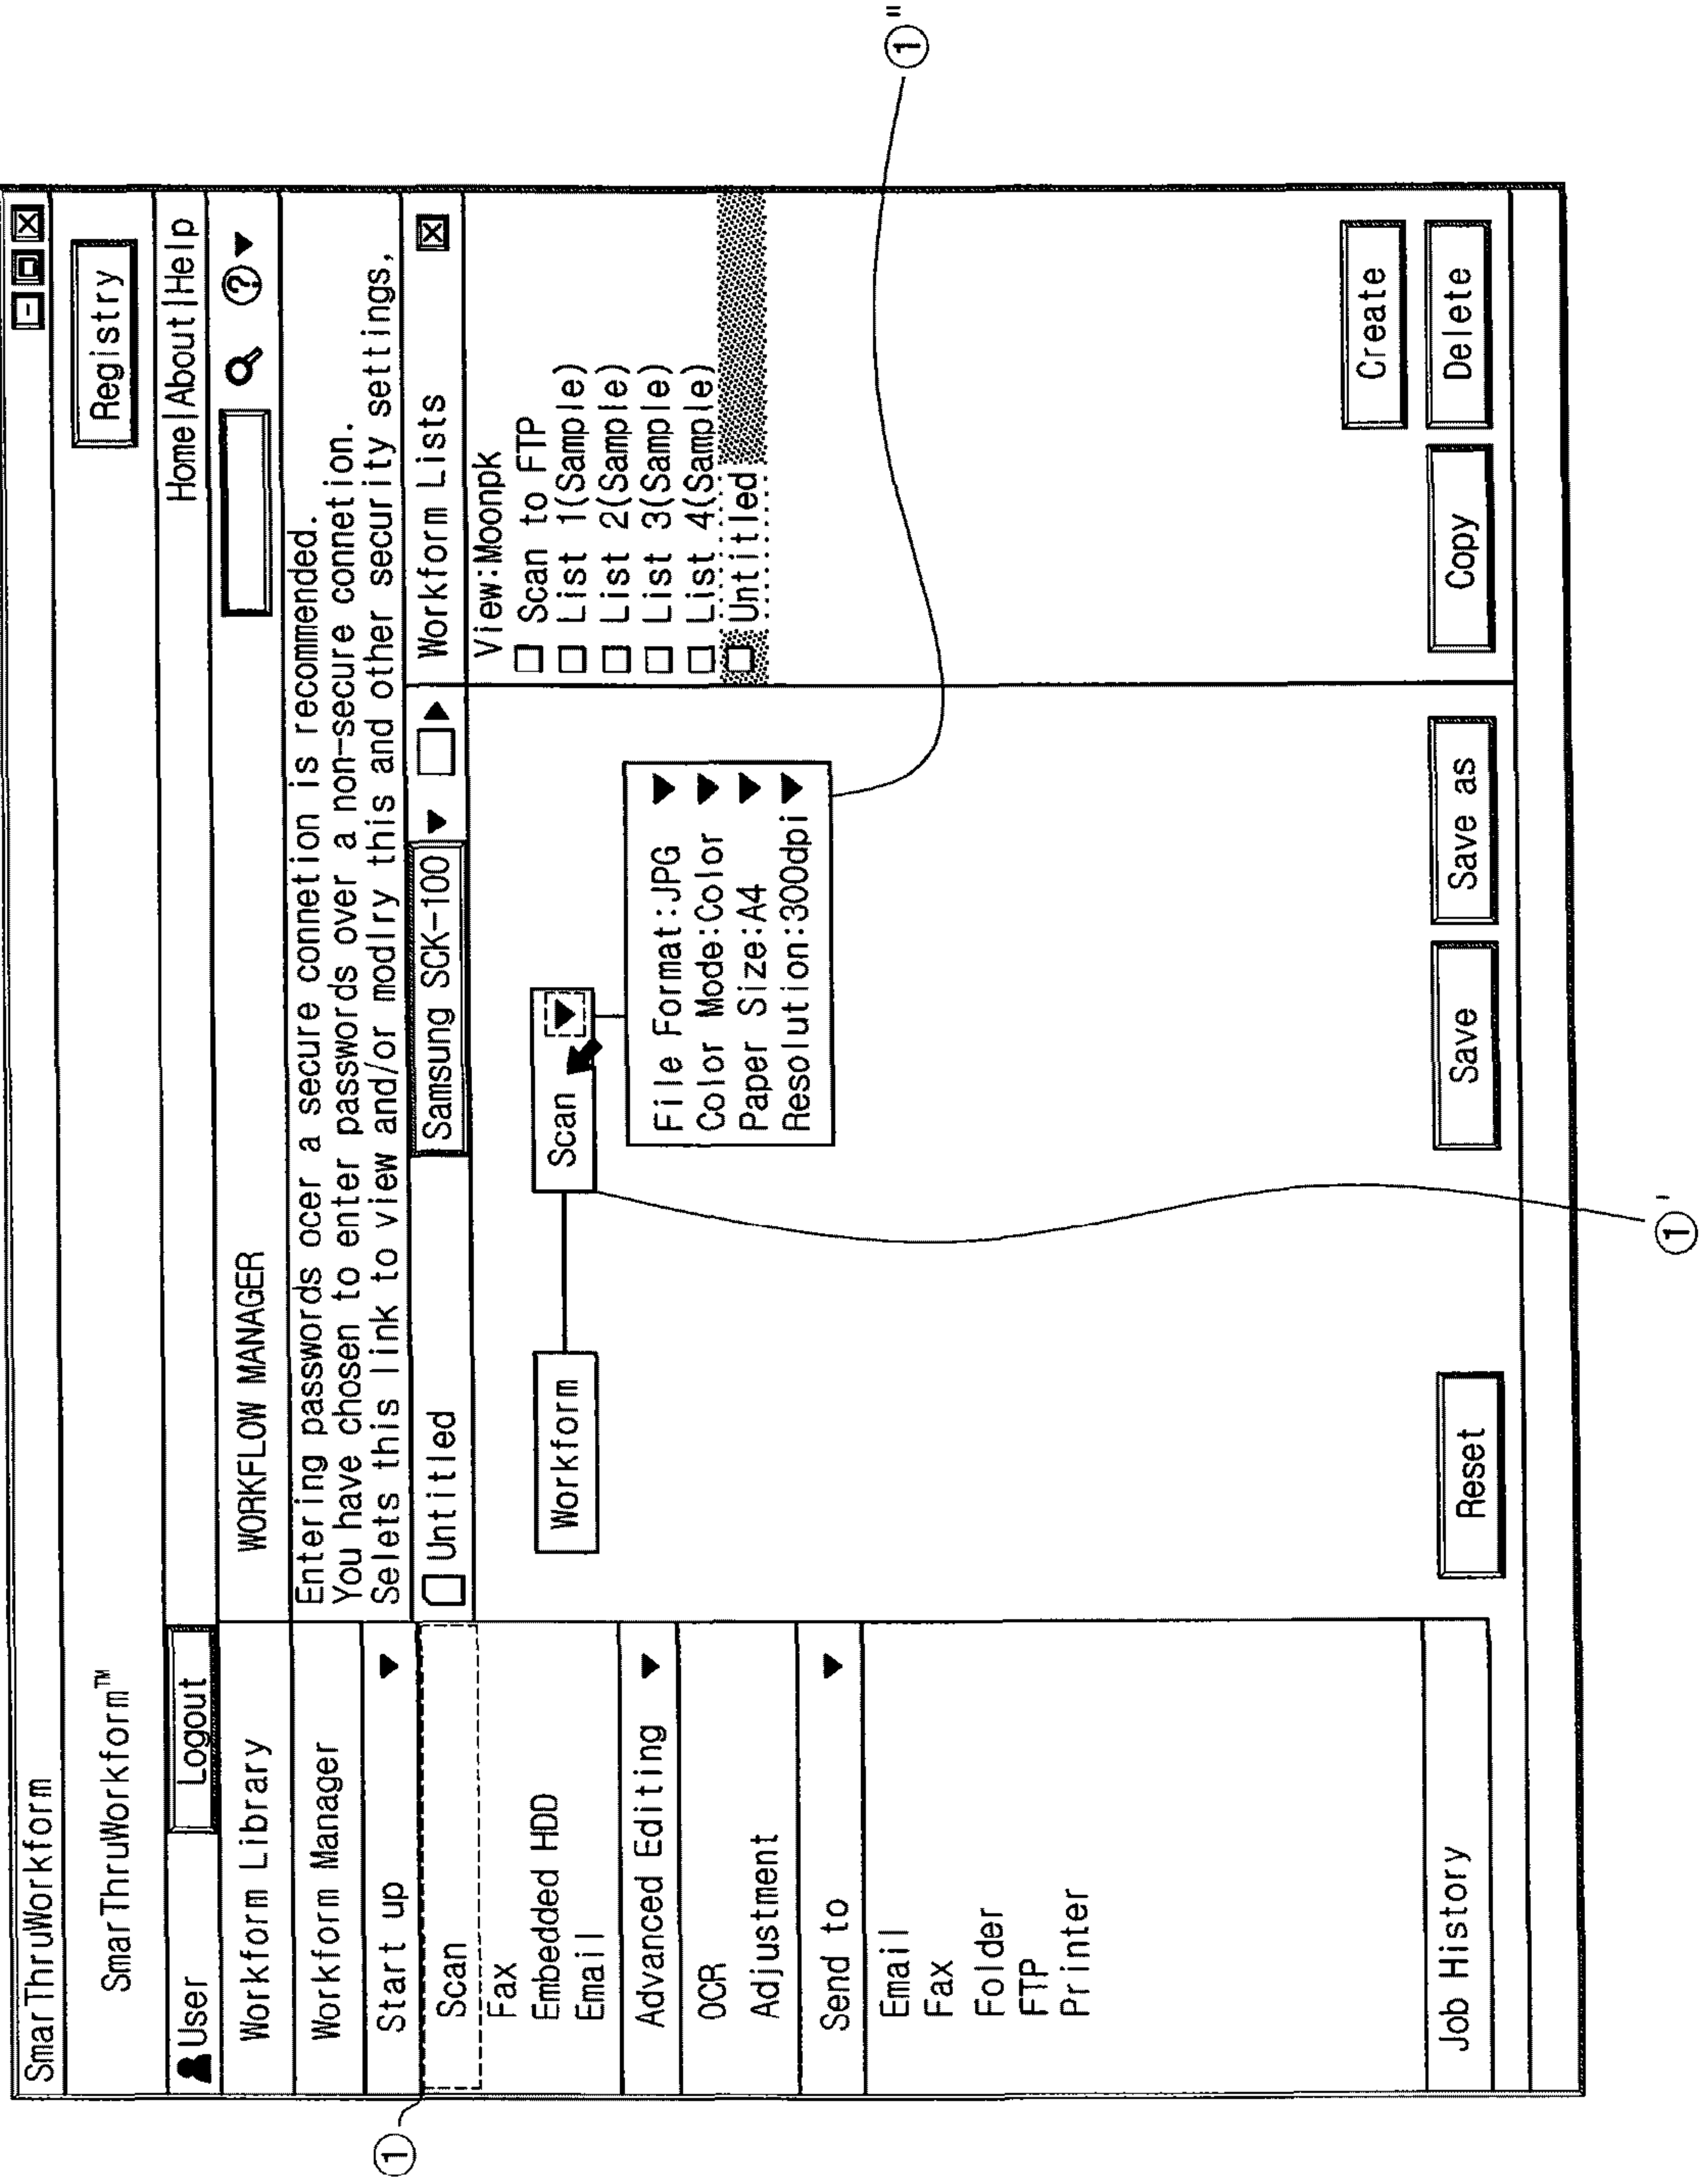 SmarThruWorkform
SmarThruWorkform™
Registry
User
Logout
Home|About|Help
Workform Library
WORKFLOW MANAGER
?
Workform Manager
Entering passwords ocer a secure connetion is recommended.
You have chosen to enter passwords over a non-secure connetion.
Selets this link to view and/or modlry this and other security settings,
Start up
Scan
Fax
Embedded HDD
Email
Advanced Editing
OCR
Adjustment
Send to
Email
Fax
Folder
FTP
Printer
Job History
Untitled
Samsung SCK-100
Workform
Scan
File Format:JPG
Color Mode:Color
Paper Size:A4
Resolution:300dpi
Reset
Save
Save as
Workform Lists
View:Moonpk
Scan to FTP
List 1(Sample)
List 2(Sample)
List 3(Sample)
List 4(Sample)
Untitled
Create
Copy
Delete
①
①'
①"